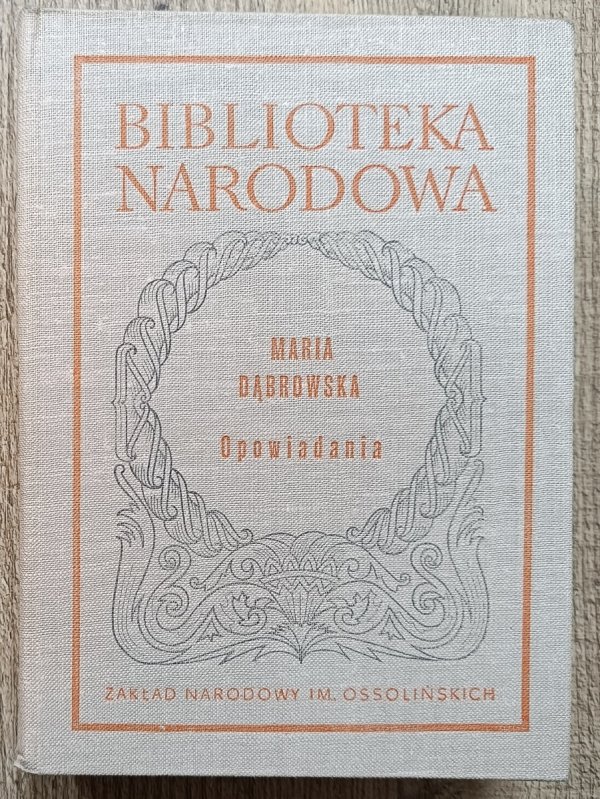 BIBLIOTEKA
NARODOWA
MARIA
DĄBROWSKA
Opowiadania
ZAKŁAD NARODOWY IM. OSSOLIŃSKICH